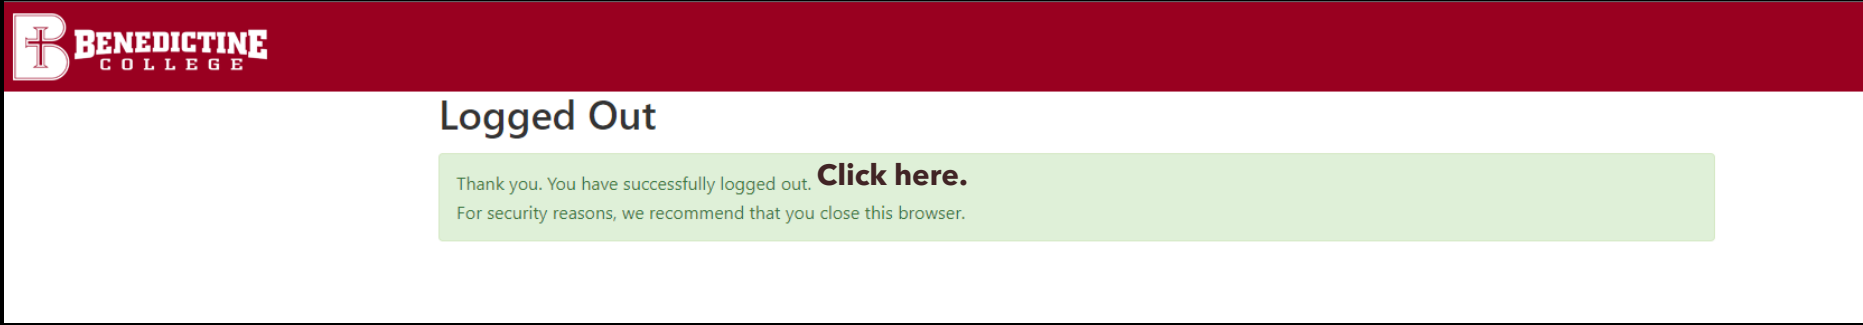 BENEDICTINE
COLLEGE
Logged Out
Thank you. You have successfully logged out. Click here.
For security reasons, we recommend that you close this browser.